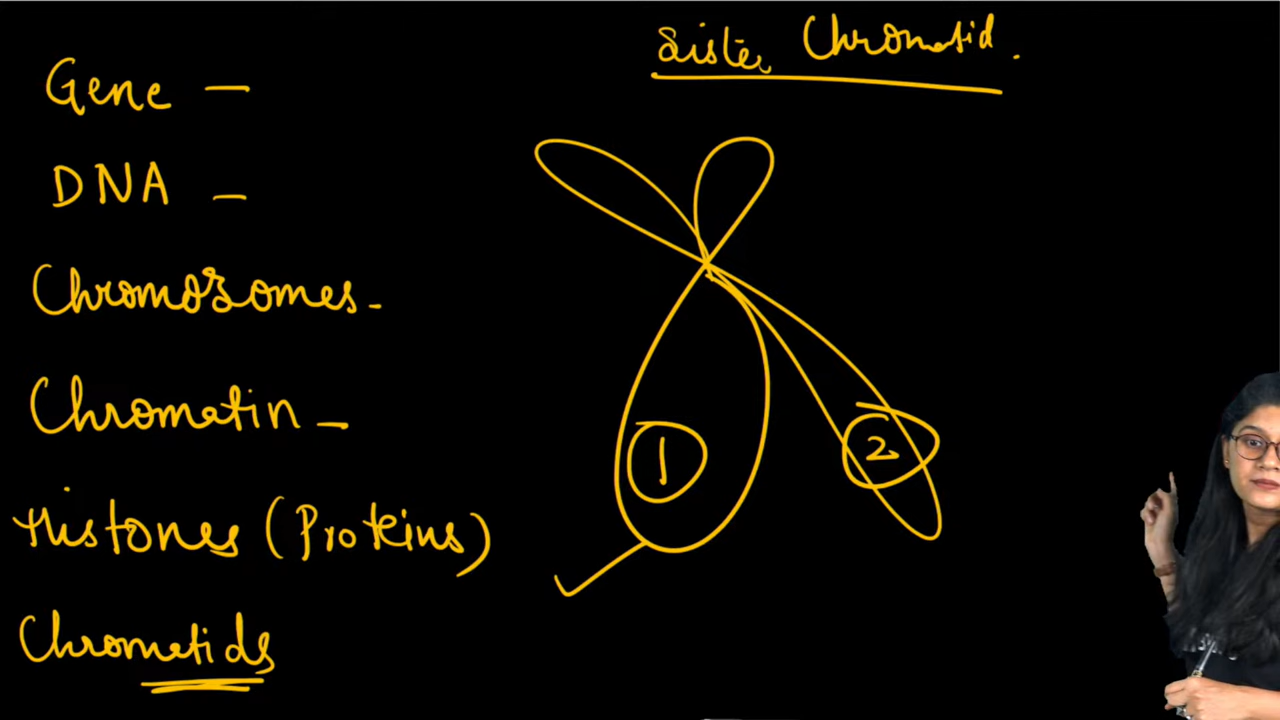 Sister Chromatid.
Gene -
DNA -
Chromosomes -
Chromatin -
Histones (Proteins)
Chromatids
1
2